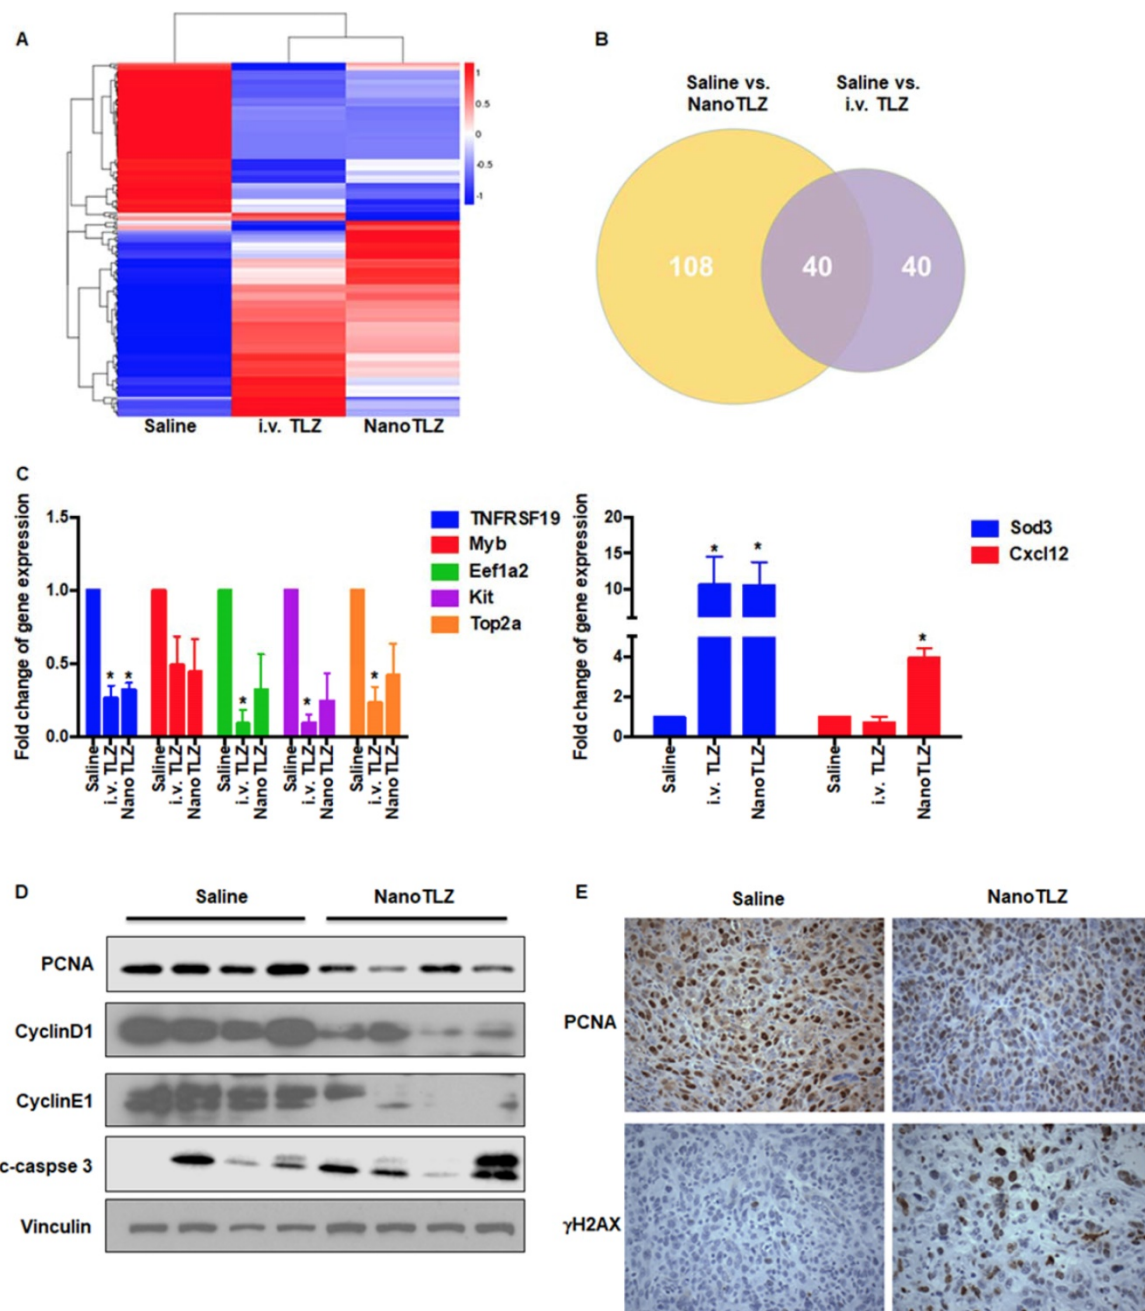 A
1
0.5
0
-0.5
-1
Saline
i.v. TLZ
NanoTLZ
B
Saline vs.
NanoTLZ
Saline vs.
i.v. TLZ
108
40
40
C
Fold change of gene expression
1.5
1.0
0.5
0.0
TNFRSF19
Myb
Eef1a2
Kit
Top2a
* * * * *
Saline
i.v. TLZ
Nano TLZ
Saline
i.v. TLZ
Nano TLZ
Saline
i.v. TLZ
Nano TLZ
Saline
i.v. TLZ
Nano TLZ
Saline
i.v. TLZ
Nano TLZ
Fold change of gene expression
20
15
10
4
2
0
Sod3
Cxcl12
* * *
Saline
i.v. TLZ
NanoTLZ
Saline
i.v. TLZ
NanoTLZ
D
Saline
NanoTLZ
PCNA
CyclinD1
CyclinE1
c-caspse 3
Vinculin
E
Saline
NanoTLZ
PCNA
γH2AX